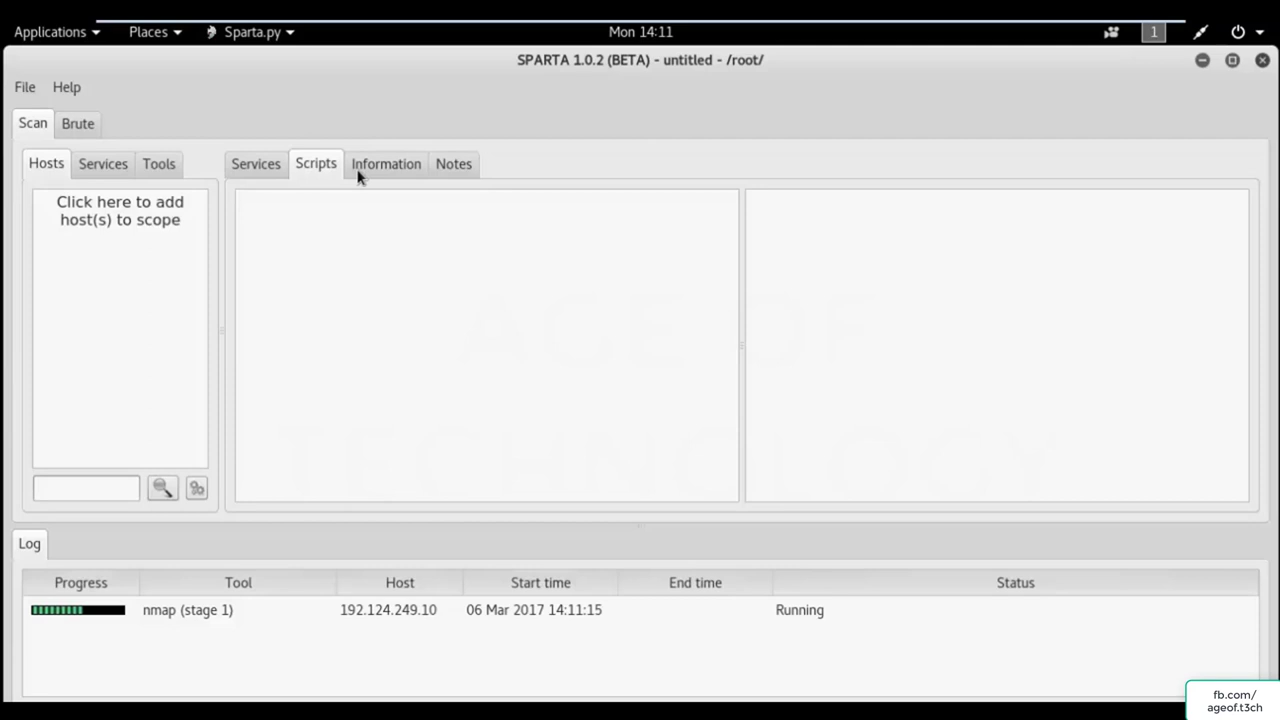 Applications Places Sparta.py Mon 14:11 1
SPARTA 1.0.2 (BETA) - untitled - /root/
File Help
Scan Brute
Hosts Services Tools Services Scripts Information Notes
Click here to add
host(s) to scope
AGE OF
TECHNOLOGY
Log
Progress Tool Host Start time End time Status
nmap (stage 1) 192.124.249.10 06 Mar 2017 14:11:15 Running
fb.com/
ageof.t3ch